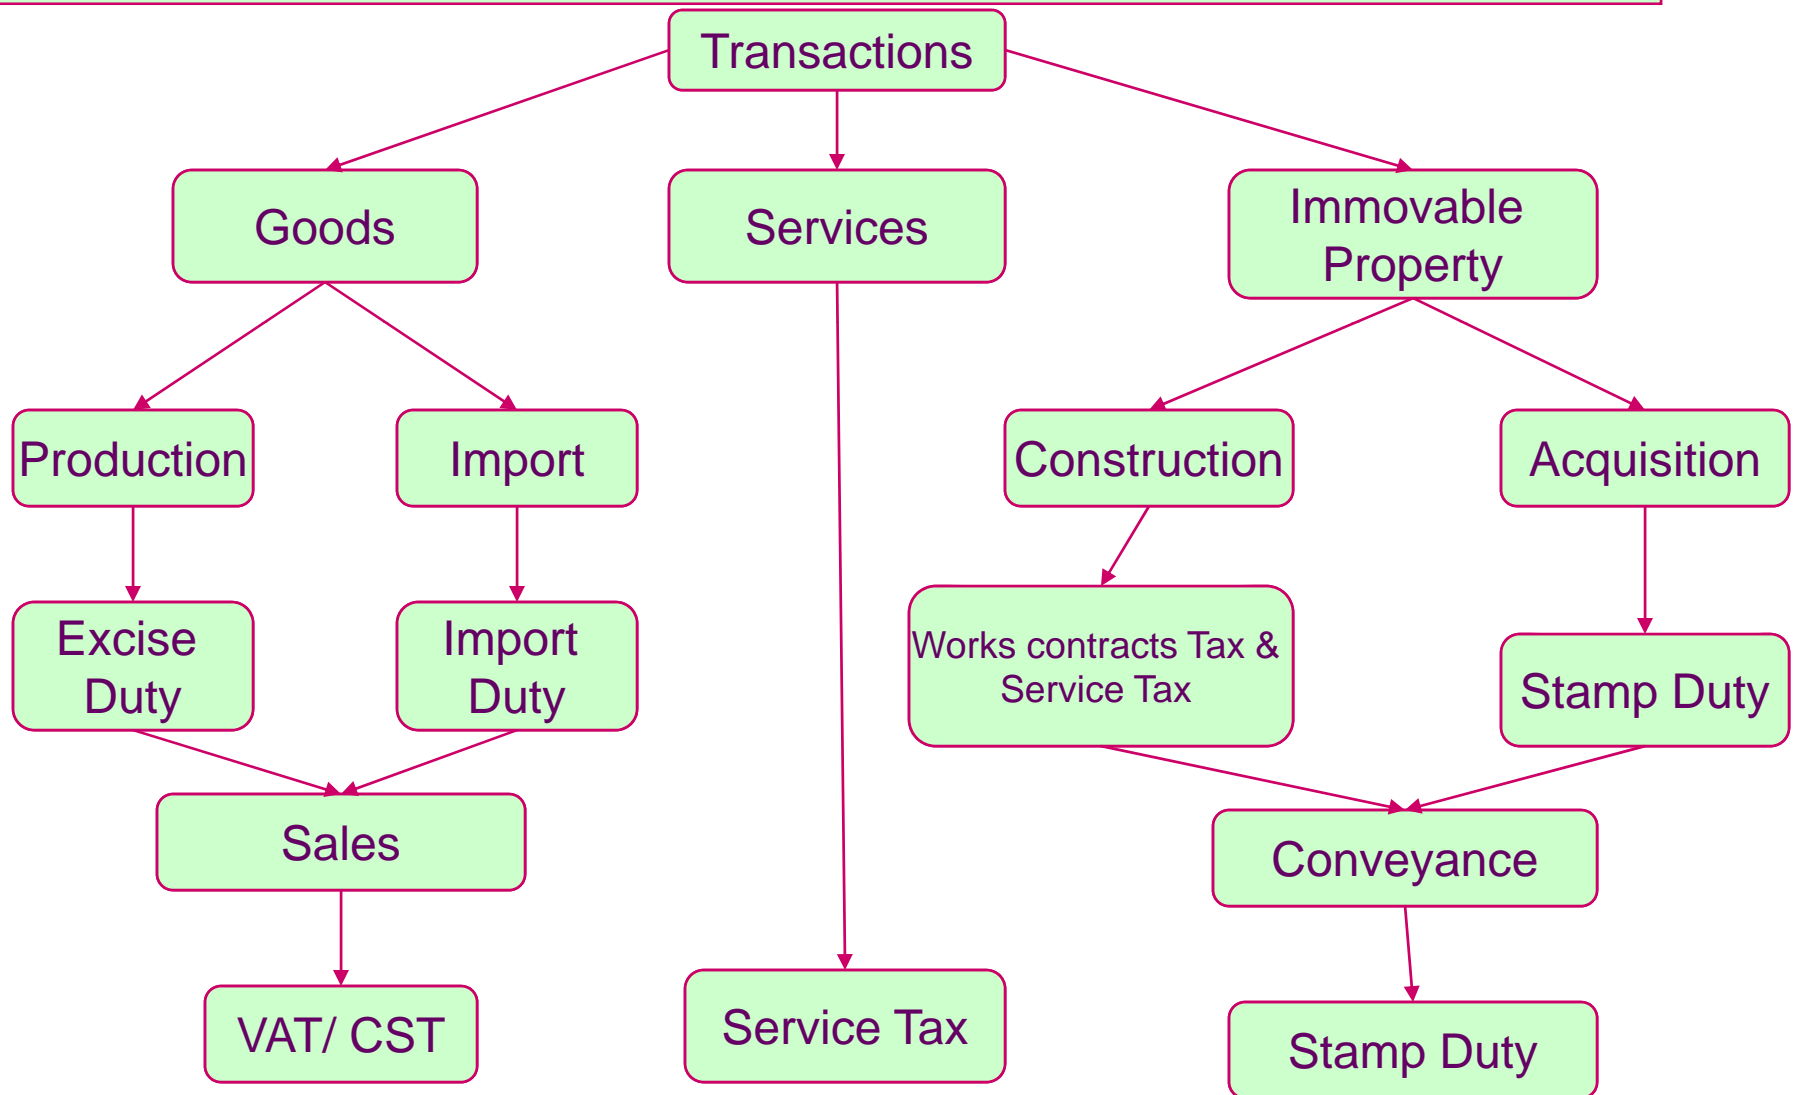 Transactions
Goods
Services
Immovable
Property
Production
Import
Construction
Acquisition
Excise
Duty
Import
Duty
Works contracts Tax &
Service Tax
Stamp Duty
Sales
Conveyance
VAT/ CST
Service Tax
Stamp Duty